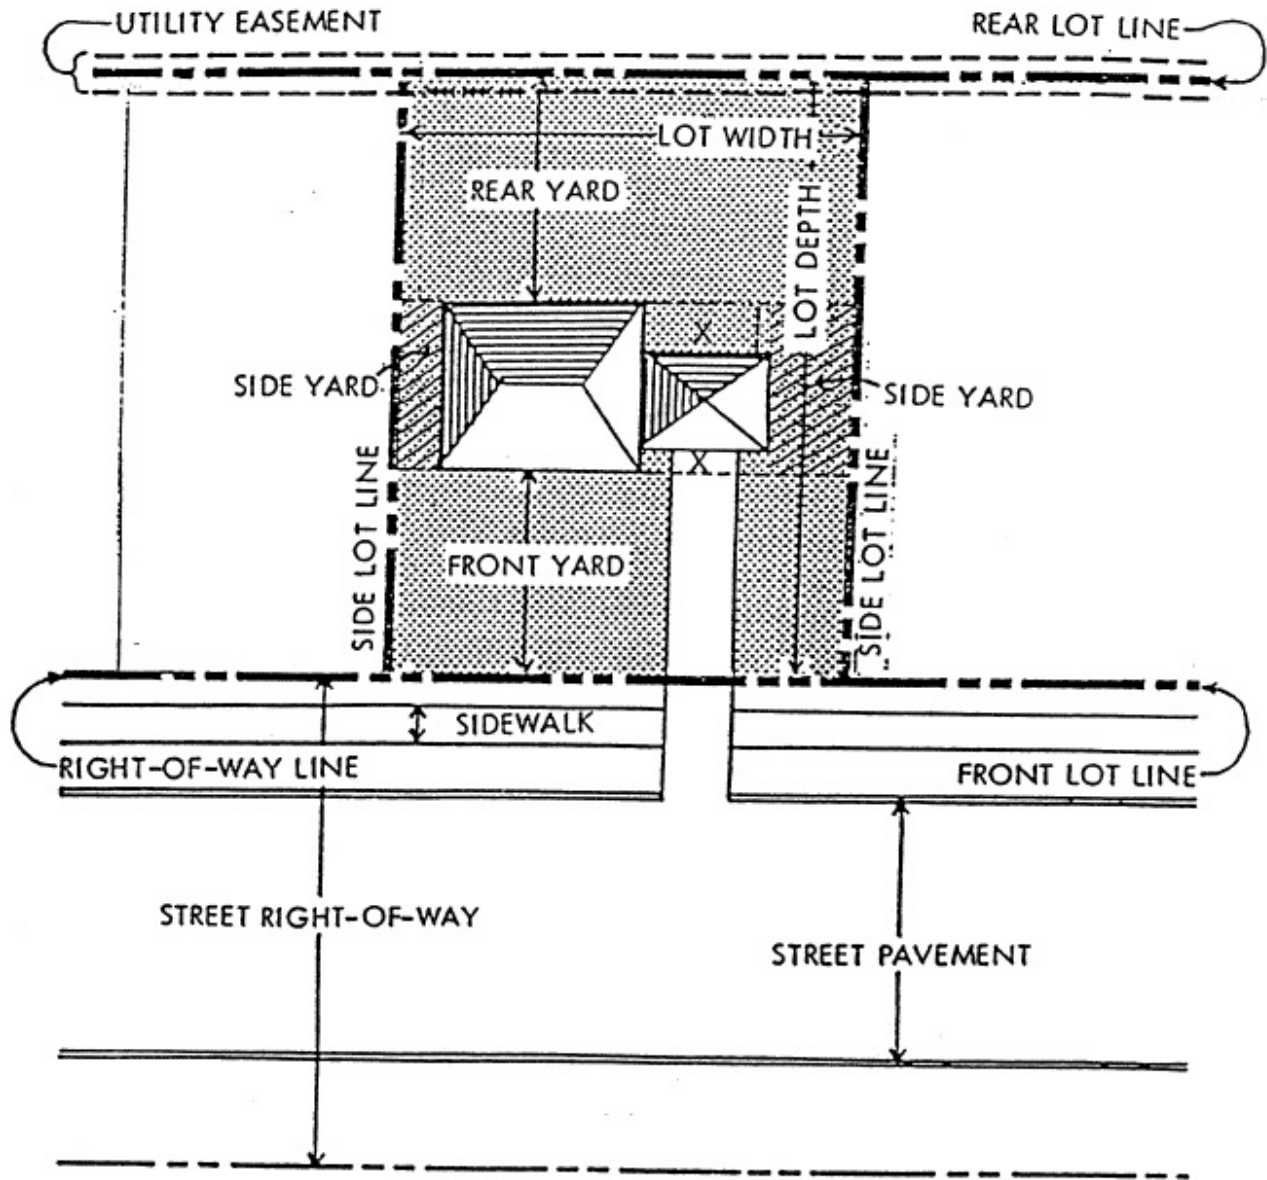 UTILITY EASEMENT
REAR LOT LINE
LOT WIDTH
REAR YARD
LOT DEPTH
X
SIDE YARD
SIDE YARD
X
SIDE LOT LINE
SIDE LOT LINE
FRONT YARD
SIDEWALK
RIGHT-OF-WAY LINE
FRONT LOT LINE
STREET RIGHT-OF-WAY
STREET PAVEMENT